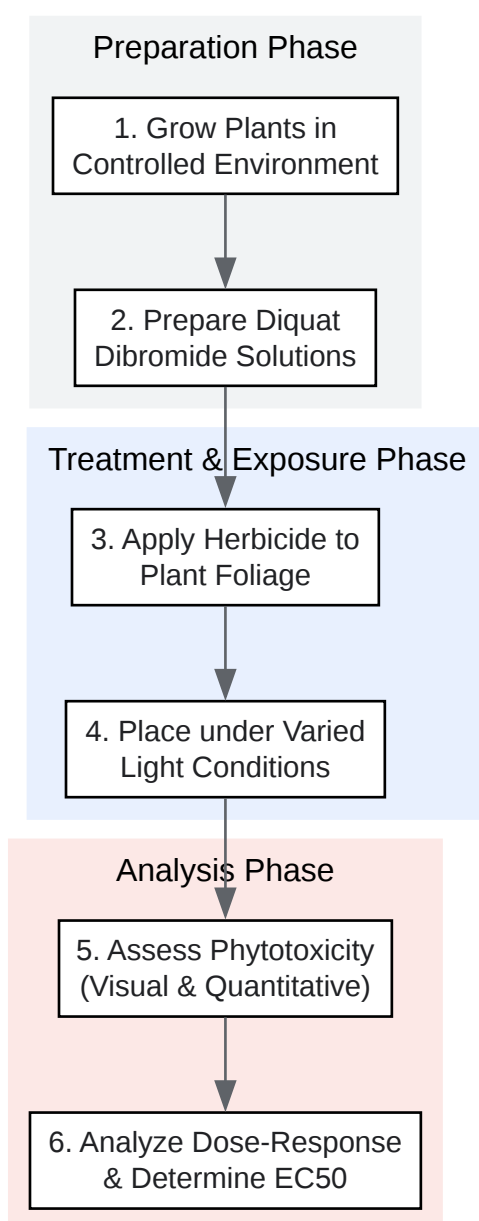 Preparation Phase
1. Grow Plants in
Controlled Environment
2. Prepare Diquat
Dibromide Solutions
Treatment & Exposure Phase
3. Apply Herbicide to
Plant Foliage
4. Place under Varied
Light Conditions
Analysis Phase
5. Assess Phytotoxicity
(Visual & Quantitative)
6. Analyze Dose-Response
& Determine EC50